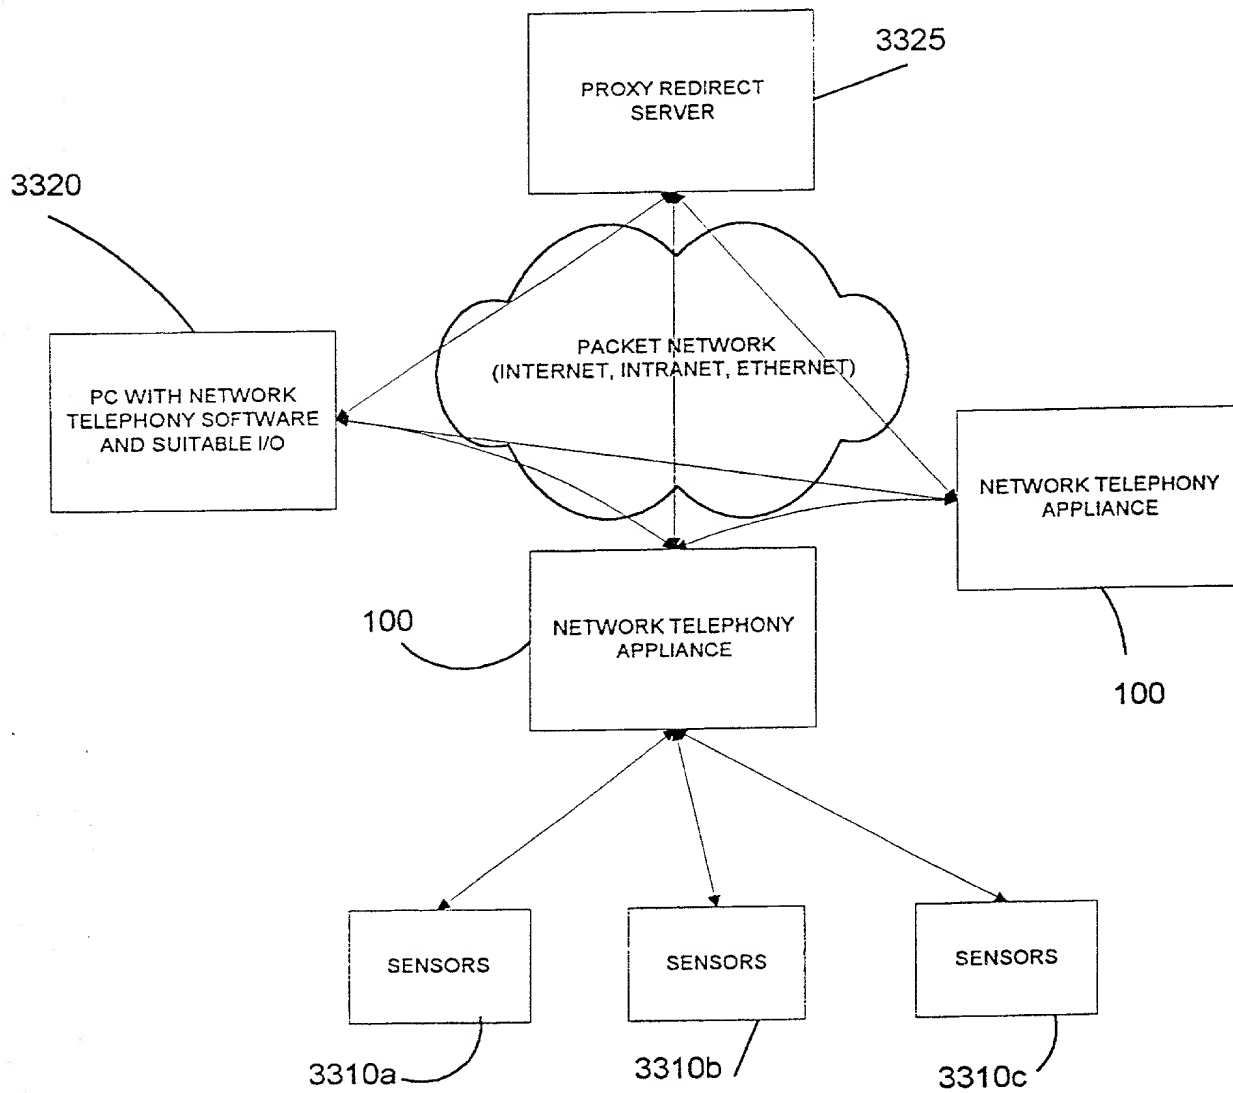 3325
PROXY REDIRECT
SERVER
3320
PACKET NETWORK
(INTERNET, INTRANET, ETHERNET)
PC WITH NETWORK
TELEPHONY SOFTWARE
AND SUITABLE I/O
NETWORK TELEPHONY
APPLIANCE
100
NETWORK TELEPHONY
APPLIANCE
100
SENSORS
SENSORS
SENSORS
3310a
3310b
3310c